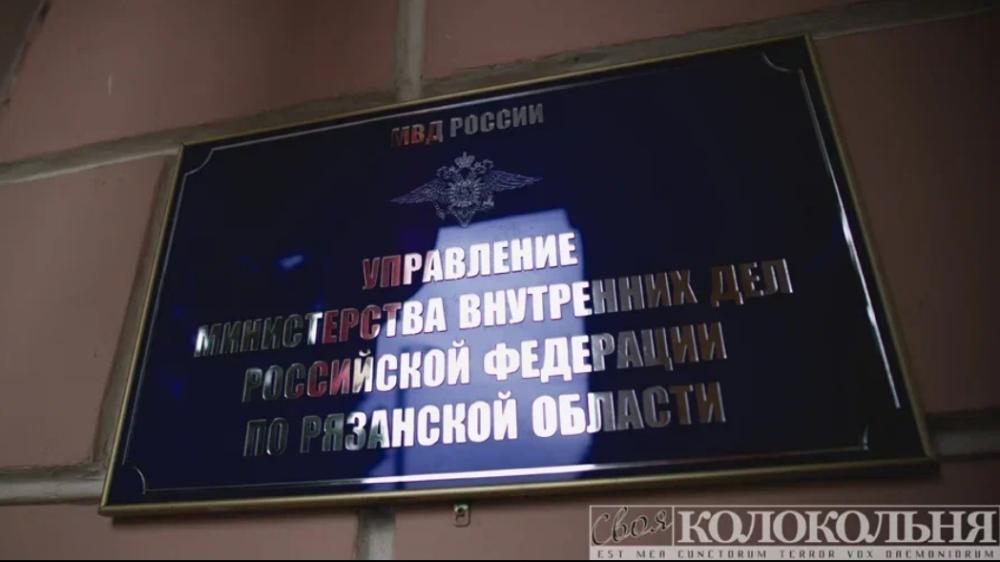 МВД РОССИИ
УПРАВЛЕНИЕ
МИНИСТЕРСТВА ВНУТРЕННИХ ДЕЛ
РОССИЙСКОЙ ФЕДЕРАЦИИ
ПО РЯЗАНСКОЙ ОБЛАСТИ
Своя КОЛОКОЛЬНЯ
EST MEA CUNCTORUM TERROR VOX DAEMONIORUM